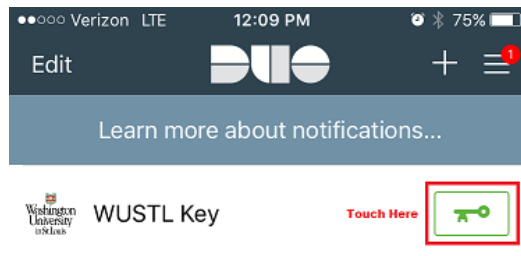 Verizon LTE 12:09 PM 75%
Edit DUO + 1
Learn more about notifications...
Washington
University
in St.Louis
WUSTL Key Touch Here